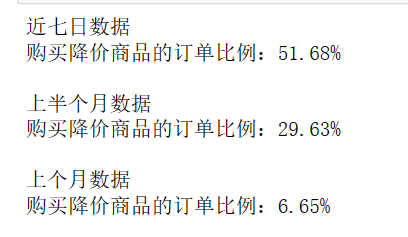 近七日数据
购买降价商品的订单比例：51.68%
上半个月数据
购买降价商品的订单比例：29.63%
上个月数据
购买降价商品的订单比例：6.65%